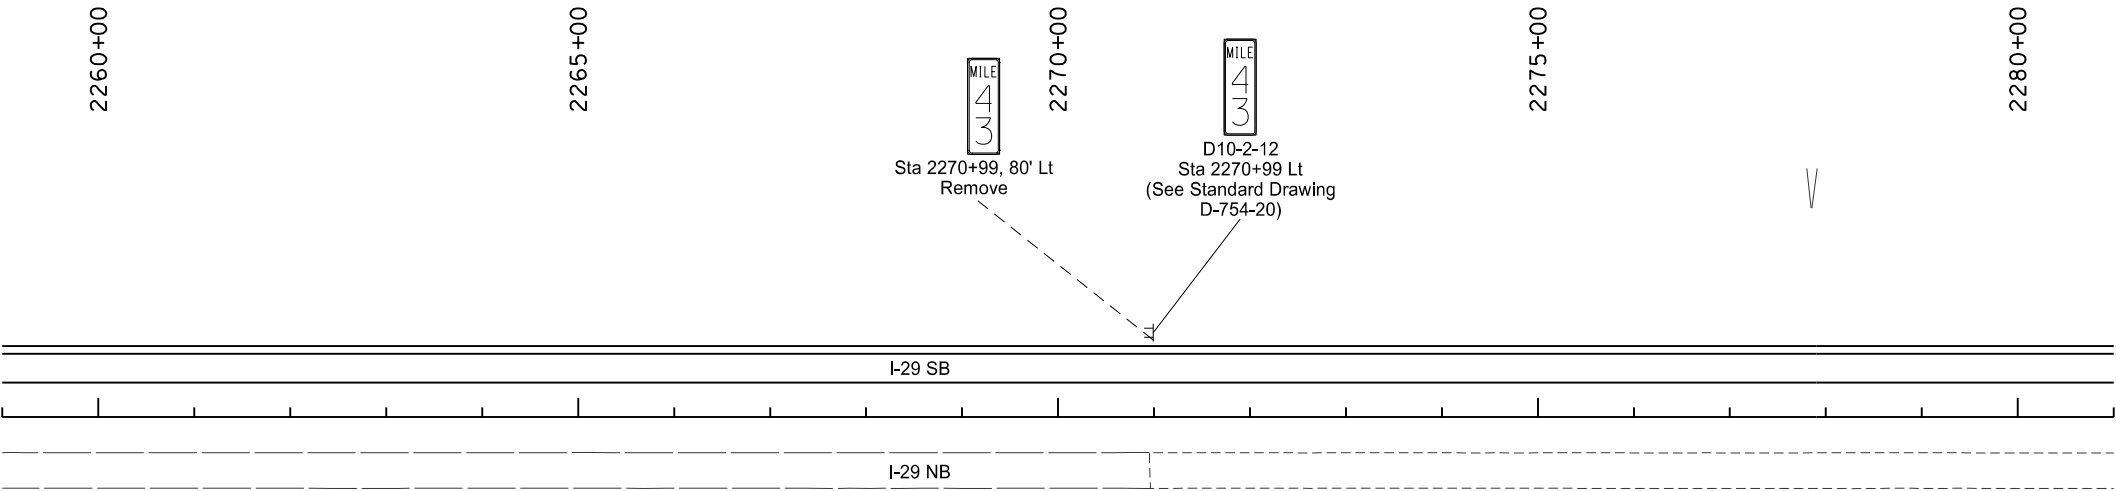 2260+00
2265+00
2270+00
2275+00
2280+00
MILE
4
3
Sta 2270+99, 80' Lt
Remove
MILE
4
3
D10-2-12
Sta 2270+99 Lt
(See Standard Drawing
D-754-20)
I-29 SB
I-29 NB